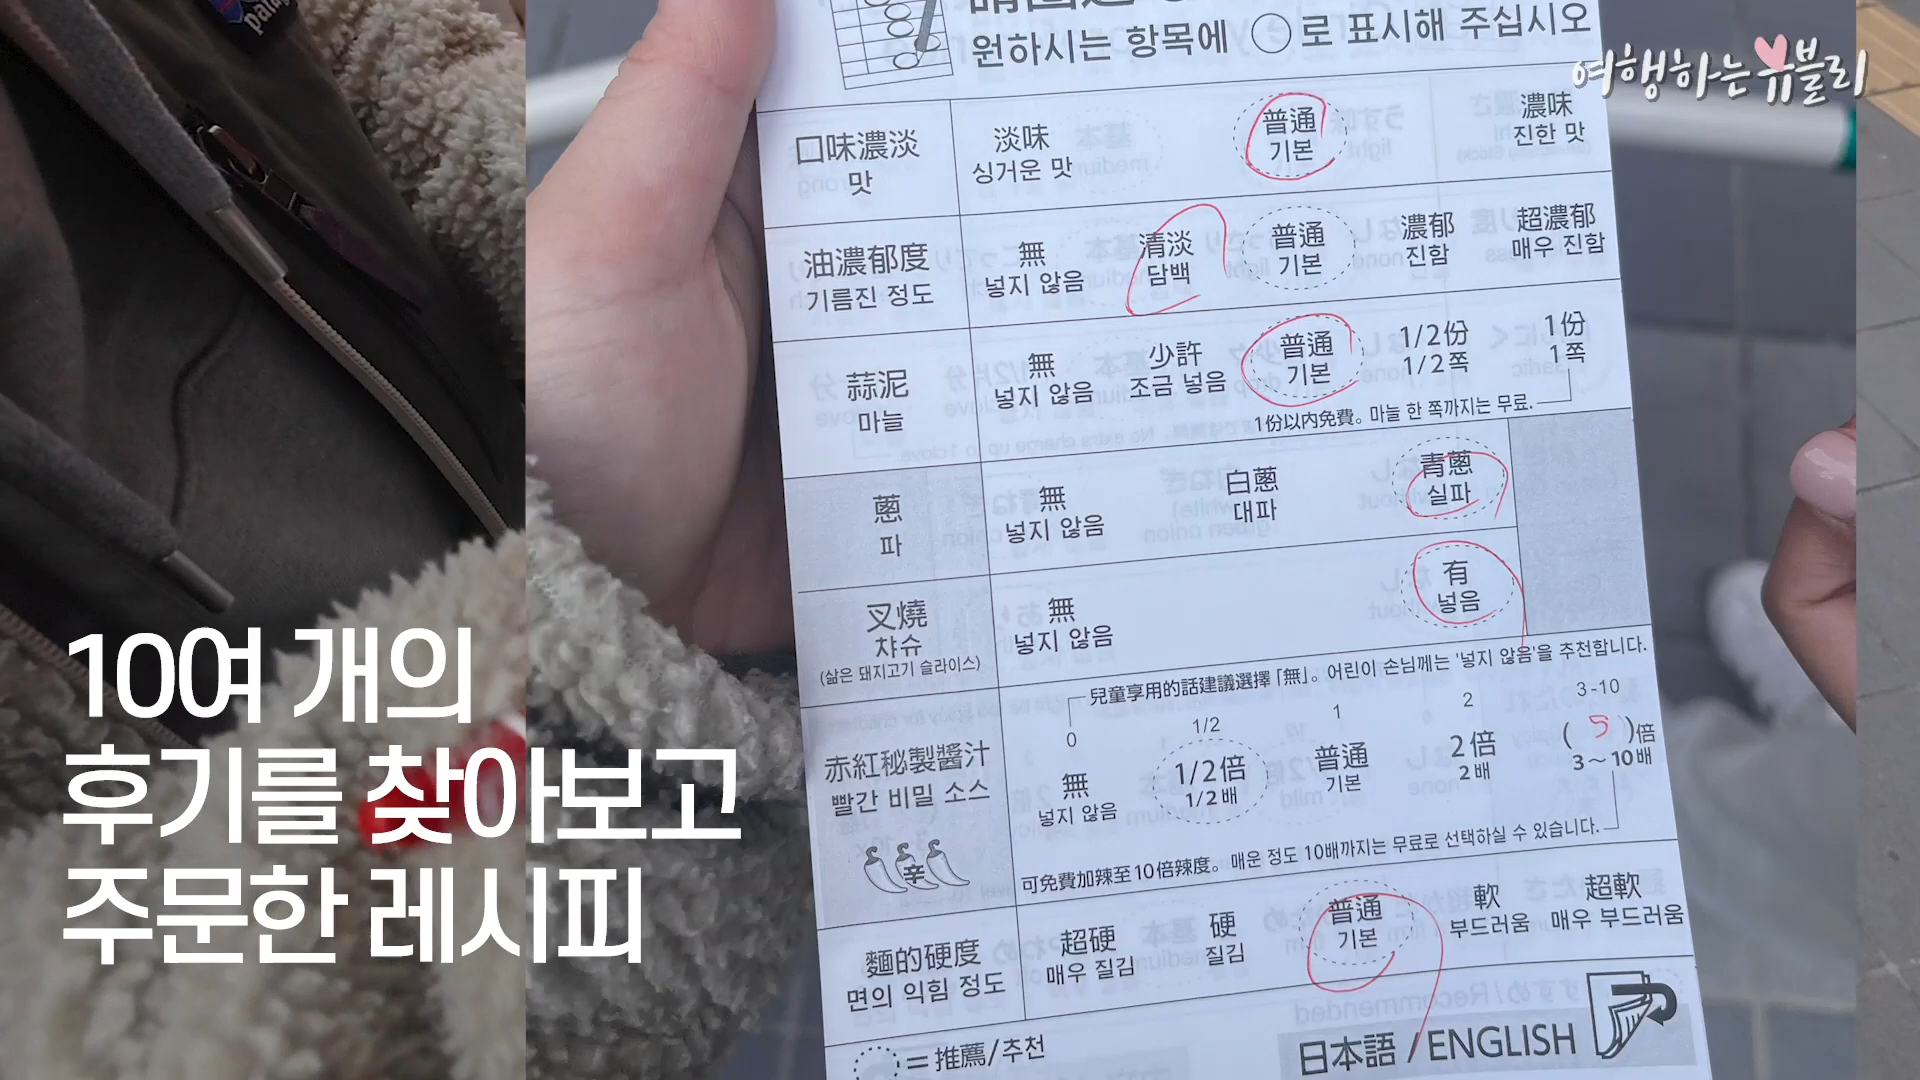 원하시는 항목에 ○로 표시해 주십시오
여행하는 유블리
口味濃淡
맛
淡味
싱거운 맛
普通
기본
濃味
진한 맛
油濃郁度
기름진 정도
無
넣지 않음
清淡
담백
普通
기본
濃郁
진함
超濃郁
매우 진함
蒜泥
마늘
無
넣지 않음
少許
조금 넣음
普通
기본
1/2份
1/2쪽
1份
1쪽
1份以内免費。마늘 한 쪽까지는 무료.
蔥
파
無
넣지 않음
白蔥
대파
青蔥
실파
叉燒
챠슈
(삶은 돼지고기 슬라이스)
無
넣지 않음
有
넣음
兒童享用的話建議選擇「無」。어린이 손님께는 '넣지 않음'을 추천합니다.
赤紅秘製醬汁
빨간 비밀 소스
辛
0
無
넣지 않음
1/2
1/2倍
1/2배
1
普通
기본
2
2倍
2배
3-10
( 5 )倍
3～10배
可免費加辣至10倍辣度。매운 정도 10배까지는 무료로 선택하실 수 있습니다.
麵的硬度
면의 익힘 정도
超硬
매우 질김
硬
질김
普通
기본
軟
부드러움
超軟
매우 부드러움
= 推薦/추천
日本語 / ENGLISH
10여 개의
후기를 찾아보고
주문한 레시피